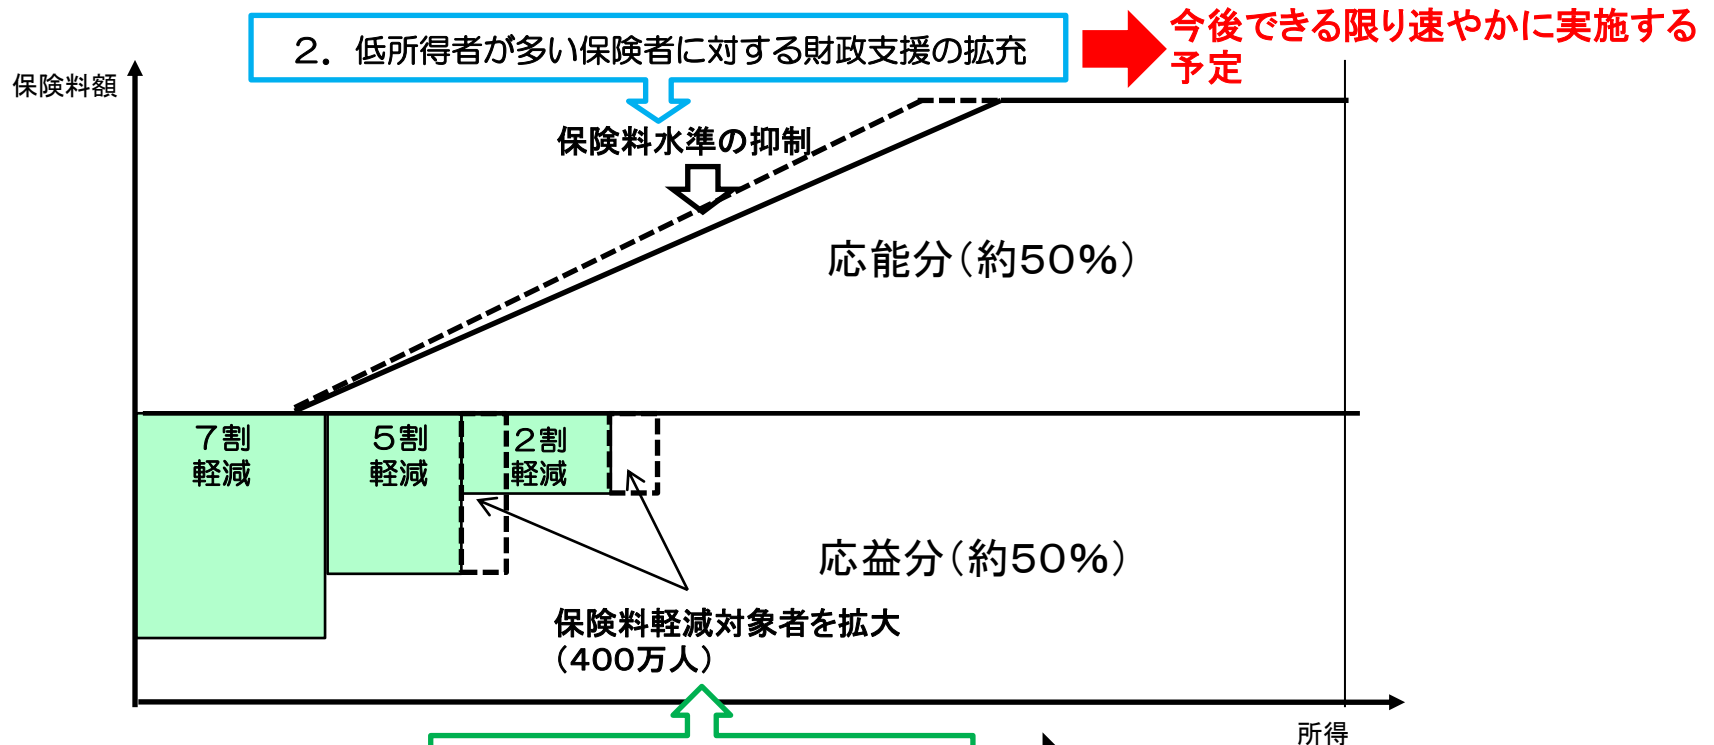 ２．低所得者が多い保険者に対する財政支援の拡充
今後できる限り速やかに実施する
予定
保険料額
保険料水準の抑制
応能分（約５０％）
７割
軽減
５割
軽減
２割
軽減
応益分（約５０％）
保険料軽減対象者を拡大
（４００万人）
所得